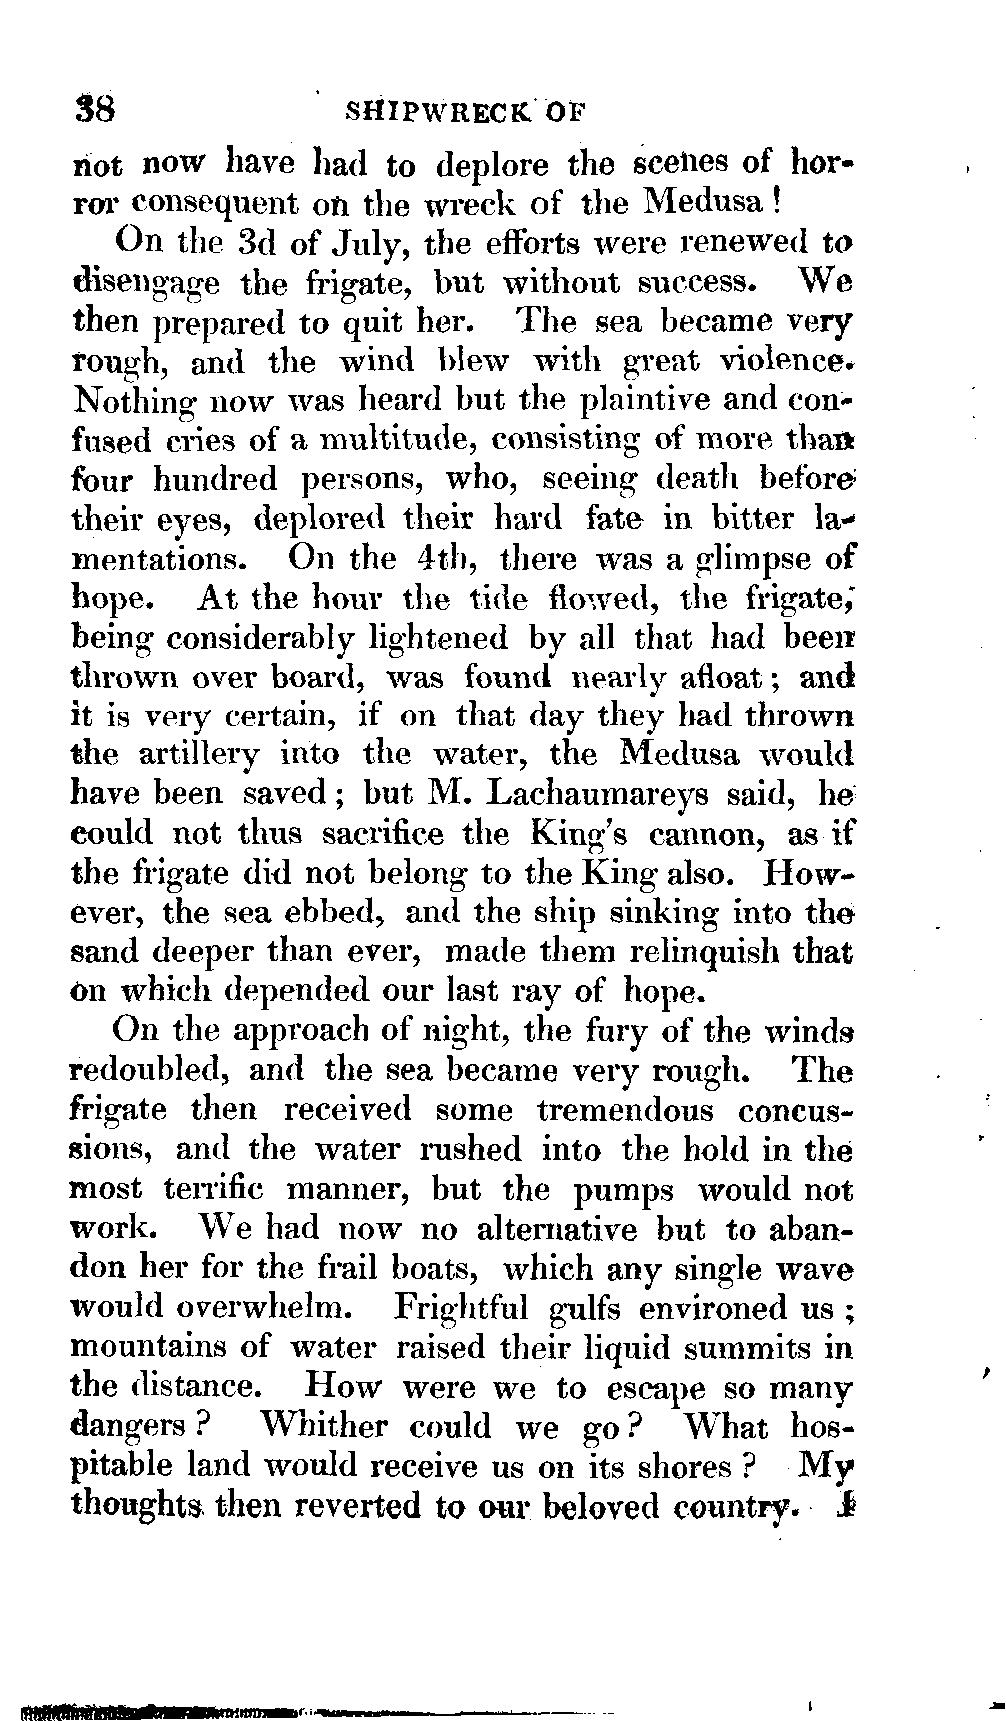 38 SHIPWRECK OF
not now have had to deplore the scenes of hor-
ror consequent on the wreck of the Medusa !
On the 3d of July, the efforts were renewed to
disengage the frigate, but without success. We
then prepared to quit her. The sea became very
rough, and the wind blew with great violence.
Nothing now was heard but the plaintive and con-
fused cries of a multitude, consisting of more than
four hundred persons, who, seeing death before
their eyes, deplored their hard fate in bitter la-
mentations. On the 4th, there was a glimpse of
hope. At the hour the tide flowed, the frigate,
being considerably lightened by all that had been
thrown over board, was found nearly afloat ; and
it is very certain, if on that day they had thrown
the artillery into the water, the Medusa would
have been saved ; but M. Lachaumareys said, he
could not thus sacrifice the King's cannon, as if
the frigate did not belong to the King also. How-
ever, the sea ebbed, and the ship sinking into the
sand deeper than ever, made them relinquish that
on which depended our last ray of hope.
On the approach of night, the fury of the winds
redoubled, and the sea became very rough. The
frigate then received some tremendous concus-
sions, and the water rushed into the hold in the
most terrific manner, but the pumps would not
work. We had now no alternative but to aban-
don her for the frail boats, which any single wave
would overwhelm. Frightful gulfs environed us ;
mountains of water raised their liquid summits in
the distance. How were we to escape so many
dangers ? Whither could we go ? What hos-
pitable land would receive us on its shores ? My
thoughts then reverted to our beloved country. I